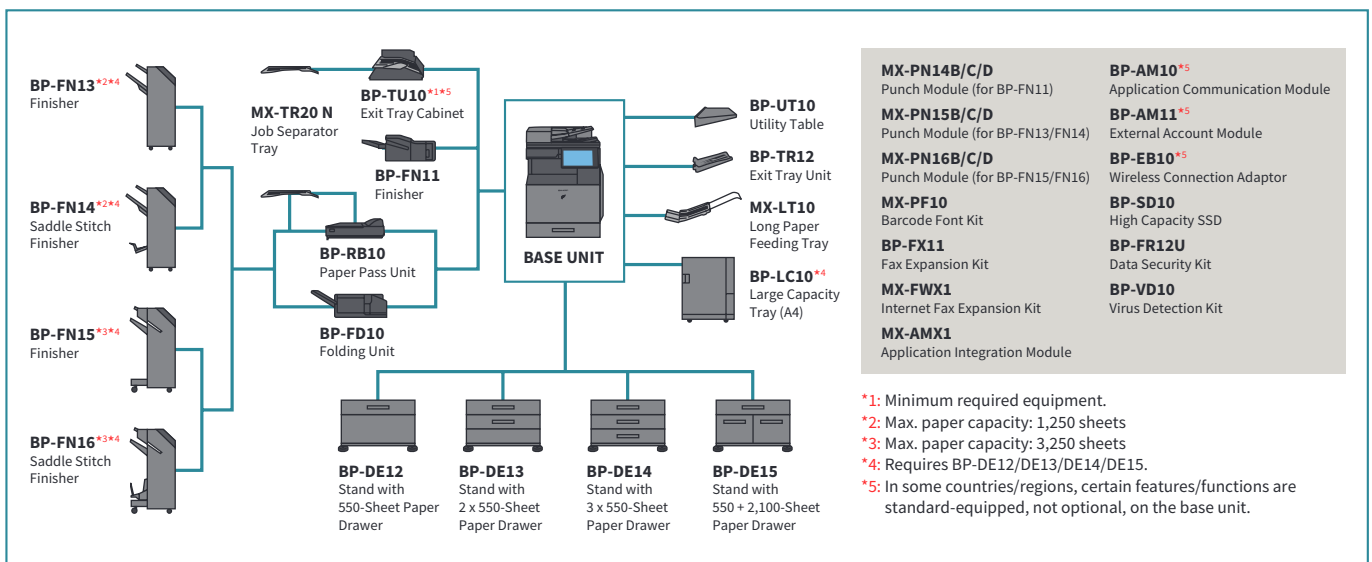 BP-FN13*2*4
Finisher
BP-FN14*2*4
Saddle Stitch
Finisher
BP-FN15*3*4
Finisher
BP-FN16*3*4
Saddle Stitch
Finisher
MX-TR20 N
Job Separator
Tray
BP-TU10*1*5
Exit Tray Cabinet
BP-FN11
Finisher
BP-RB10
Paper Pass Unit
BP-FD10
Folding Unit
BASE UNIT
BP-UT10
Utility Table
BP-TR12
Exit Tray Unit
MX-LT10
Long Paper
Feeding Tray
BP-LC10*4
Large Capacity
Tray (A4)
BP-DE12
Stand with
550-Sheet Paper
Drawer
BP-DE13
Stand with
2 x 550-Sheet
Paper Drawer
BP-DE14
Stand with
3 x 550-Sheet
Paper Drawer
BP-DE15
Stand with
550 + 2,100-Sheet
Paper Drawer
MX-PN14B/C/D
Punch Module (for BP-FN11)
MX-PN15B/C/D
Punch Module (for BP-FN13/FN14)
MX-PN16B/C/D
Punch Module (for BP-FN15/FN16)
MX-PF10
Barcode Font Kit
BP-FX11
Fax Expansion Kit
MX-FWX1
Internet Fax Expansion Kit
MX-AMX1
Application Integration Module
BP-AM10*5
Application Communication Module
BP-AM11*5
External Account Module
BP-EB10*5
Wireless Connection Adaptor
BP-SD10
High Capacity SSD
BP-FR12U
Data Security Kit
BP-VD10
Virus Detection Kit
*1: Minimum required equipment.
*2: Max. paper capacity: 1,250 sheets
*3: Max. paper capacity: 3,250 sheets
*4: Requires BP-DE12/DE13/DE14/DE15.
*5: In some countries/regions, certain features/functions are
standard-equipped, not optional, on the base unit.